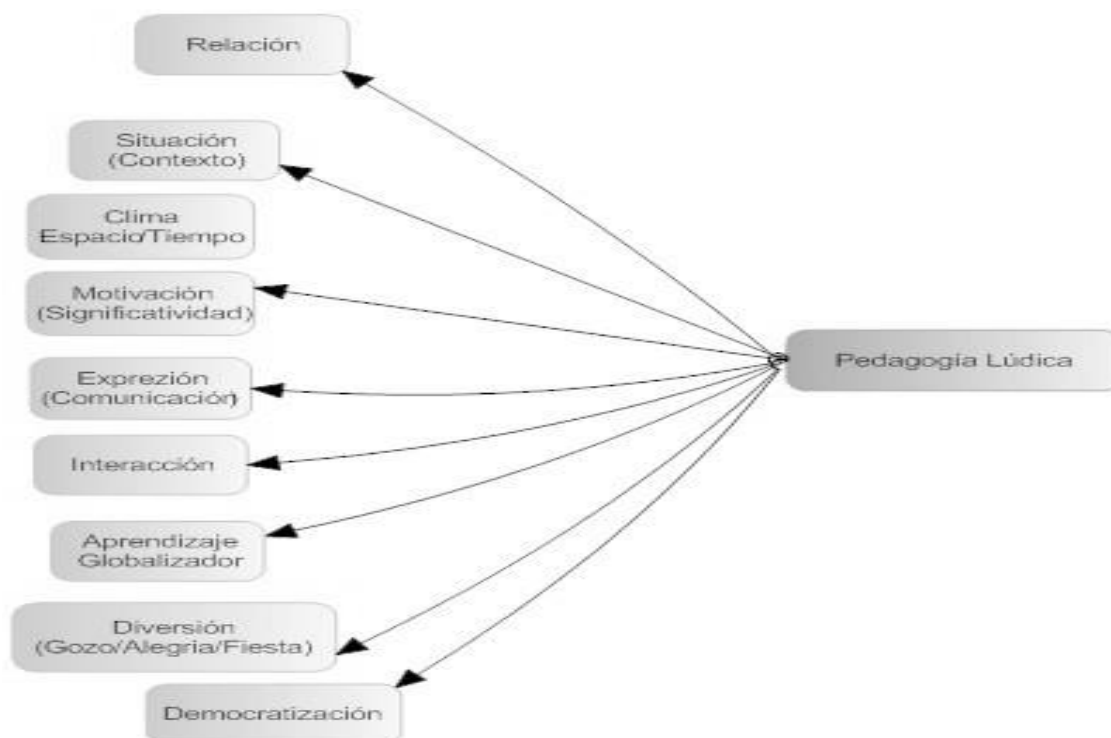 Relación
Situación
(Contexto)
Clima
Espacio/Tiempo
Motivación
(Significatividad)
Exprezión
(Comunicación)
Interacción
Aprendizaje
Globalizador
Diversión
(Gozo/Alegria/Fiesta)
Democratización
Pedagogía Lúdica